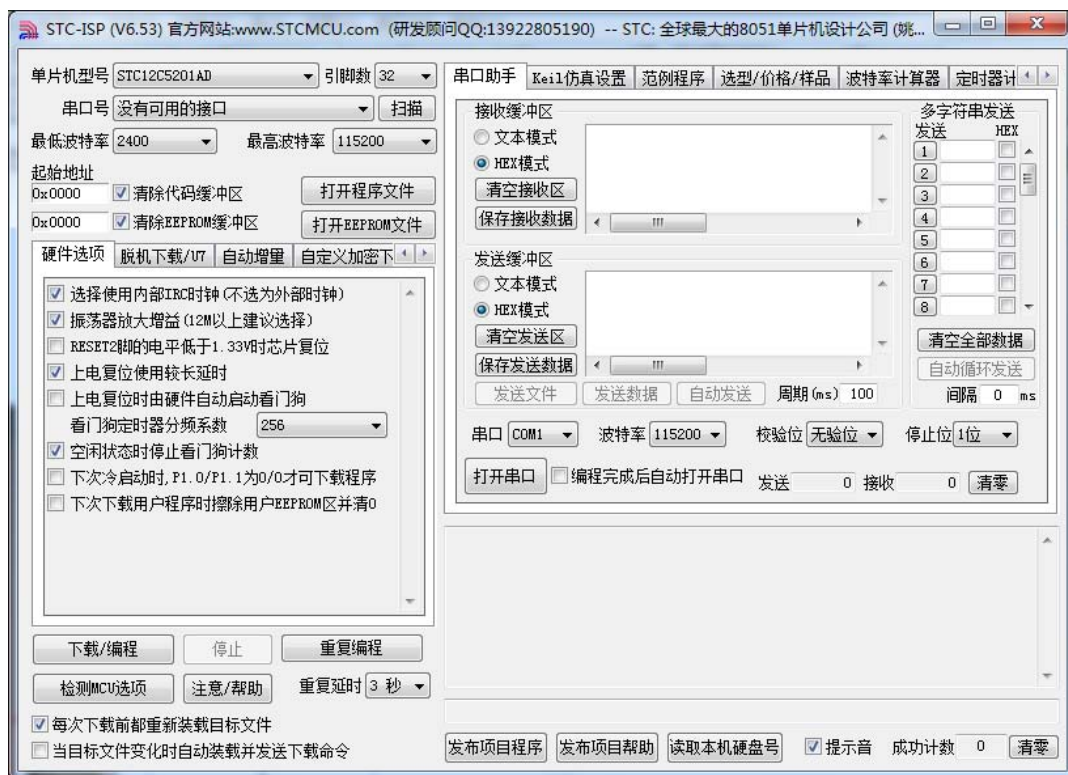 STC-ISP (V6.53) 官方网站:www.STCMCU.com (研发顾问QQ:13922805190) -- STC: 全球最大的8051单片机设计公司 (姚...
单片机型号 STC12C5201AD 引脚数 32
串口号 没有可用的接口 扫描
最低波特率 2400 最高波特率 115200
起始地址
0x0000 清除代码缓冲区 打开程序文件
0x0000 清除EEPROM缓冲区 打开EEPROM文件
硬件选项 脱机下载/U7 自动增量 自定义加密下
选择使用内部IRC时钟(不选为外部时钟)
振荡器放大增益(12M以上建议选择)
RESET2脚的电平低于1.33V时芯片复位
上电复位使用较长延时
上电复位时由硬件自动启动看门狗
看门狗定时器分频系数 256
空闲状态时停止看门狗计数
下次冷启动时,P1.0/P1.1为0/0才可下载程序
下次下载用户程序时擦除用户EEPROM区并清0
下载/编程 停止 重复编程
检测MCU选项 注意/帮助 重复延时 3 秒
每次下载前都重新装载目标文件
当目标文件变化时自动装载并发送下载命令
串口助手 Keil仿真设置 范例程序 选型/价格/样品 波特率计算器 定时器计
接收缓冲区
文本模式
HEX模式
清空接收区
保存接收数据
发送缓冲区
文本模式
HEX模式
清空发送区
保存发送数据
发送文件 发送数据 自动发送 周期(ms) 100
多字符串发送
发送 HEX
1
2
3
4
5
6
7
8
清空全部数据
自动循环发送
间隔 0 ms
串口 COM1 波特率 115200 校验位 无验位 停止位 1位
打开串口 编程完成后自动打开串口 发送 0 接收 0 清零
发布项目程序 发布项目帮助 读取本机硬盘号 提示音 成功计数 0 清零